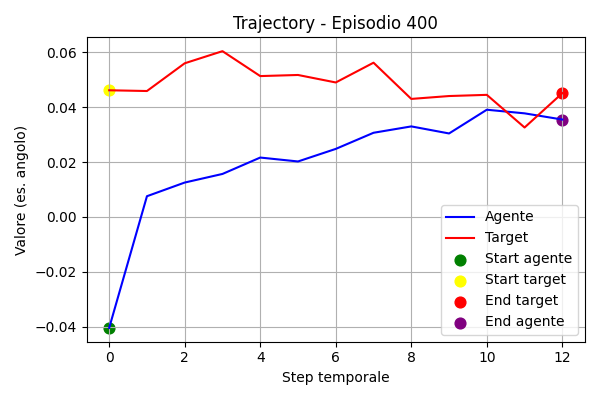 Trajectory - Episodio 400
Valore (es. angolo)
0.06
0.04
0.02
0.00
−0.02
−0.04
0 2 4 6 8 10 12
Step temporale
Agente
Target
Start agente
Start target
End target
End agente